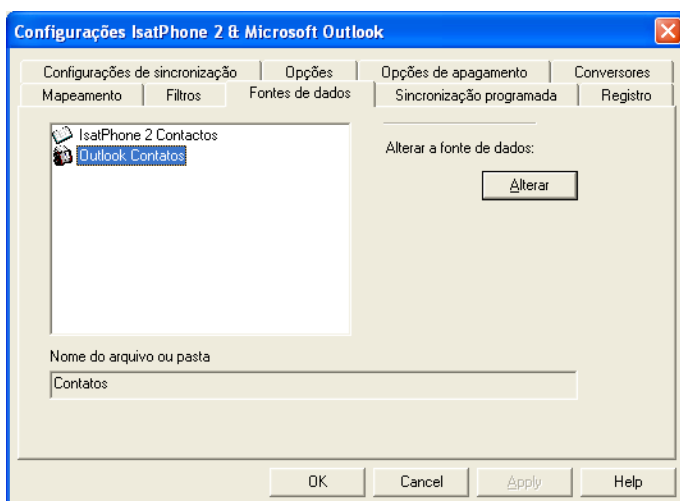 Configurações IsatPhone 2 & Microsoft Outlook
Configurações de sincronização
Opções
Opções de apagamento
Conversores
Mapeamento
Filtros
Fontes de dados
Sincronização programada
Registro
IsatPhone 2 Contactos
Outlook Contatos
Alterar a fonte de dados:
Alterar
Nome do arquivo ou pasta
Contatos
OK
Cancel
Apply
Help